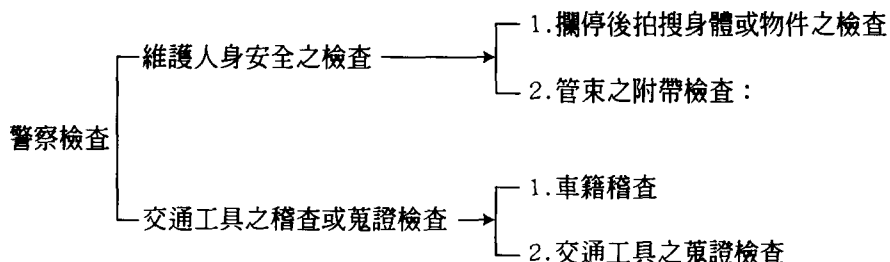 1.攔停後拍搜身體或物件之檢查
維護人身安全之檢查
2.管束之附帶檢查：
警察檢查
1.車籍稽查
交通工具之稽查或蒐證檢查
2.交通工具之蒐證檢查